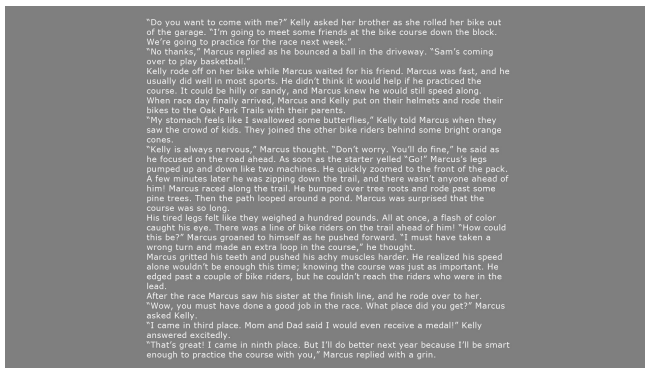 "Do you want to come with me?" Kelly asked her brother as she rolled her bike out
of the garage. "I'm going to meet some friends at the bike course down the block.
We're going to practice for the race next week."
"No thanks," Marcus replied as he bounced a ball in the driveway. "Sam's coming
over to play basketball."
Kelly rode off on her bike while Marcus waited for his friend. Marcus was fast, and he
usually did well in most sports. He didn't think it would help if he practiced the
course. It could be hilly or sandy, and Marcus knew he would still speed along.
When race day finally arrived, Marcus and Kelly put on their helmets and rode their
bikes to the Oak Park Trails with their parents.
"My stomach feels like I swallowed some butterflies," Kelly told Marcus when they
saw the crowd of kids. They joined the other bike riders behind some bright orange
cones.
"Kelly is always nervous," Marcus thought. "Don't worry. You'll do fine," he said as
he focused on the road ahead. As soon as the starter yelled "Go!" Marcus's legs
pumped up and down like two machines. He quickly zoomed to the front of the pack.
A few minutes later he was zipping down the trail, and there wasn't anyone ahead of
him! Marcus raced along the trail. He bumped over tree roots and rode past some
pine trees. Then the path looped around a pond. Marcus was surprised that the
course was so long.
His tired legs felt like they weighed a hundred pounds. All at once, a flash of color
caught his eye. There was a line of bike riders on the trail ahead of him! "How could
this be?" Marcus groaned to himself as he pushed forward. "I must have taken a
wrong turn and made an extra loop in the course," he thought.
Marcus gritted his teeth and pushed his achy muscles harder. He realized his speed
alone wouldn't be enough this time; knowing the course was just as important. He
edged past a couple of bike riders, but he couldn't reach the riders who were in the
lead.
After the race Marcus saw his sister at the finish line, and he rode over to her.
"Wow, you must have done a good job in the race. What place did you get?" Marcus
asked Kelly.
"I came in third place. Mom and Dad said I would even receive a medal!" Kelly
answered excitedly.
"That's great! I came in ninth place. But I'll do better next year because I'll be smart
enough to practice the course with you," Marcus replied with a grin.